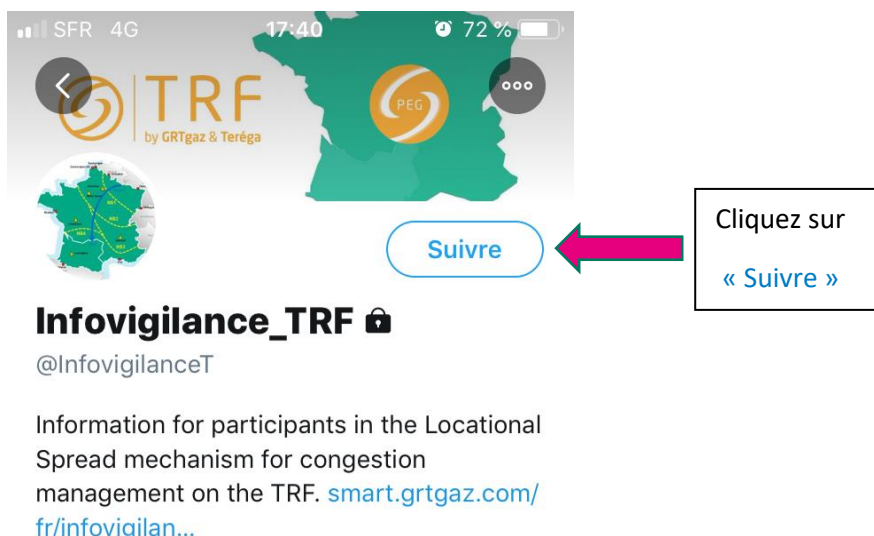 SFR 4G 17:40 72 %
TRF
by GRTgaz & Teréga
PEG
Suivre
Cliquez sur
« Suivre »
Infovigilance_TRF
@InfovigilanceT
Information for participants in the Locational
Spread mechanism for congestion
management on the TRF. smart.grtgaz.com/
fr/infovigilan...